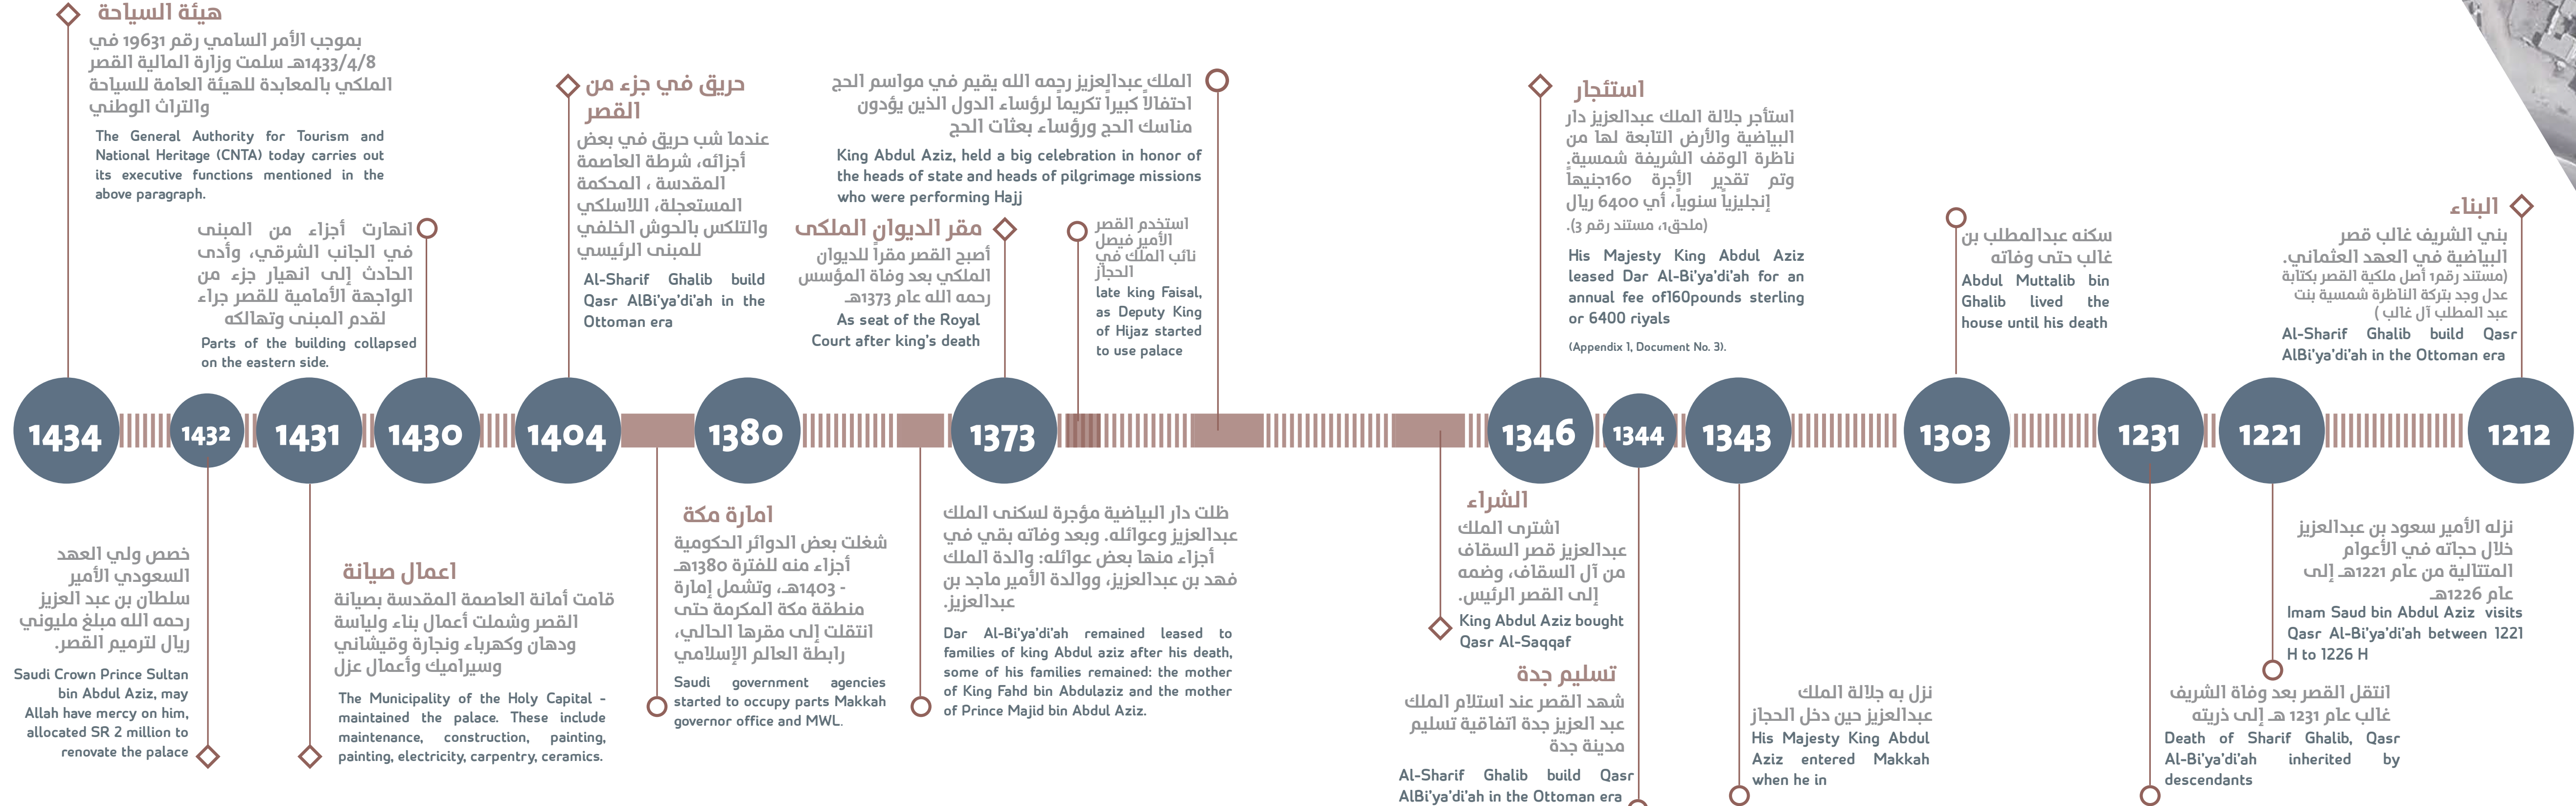 هيئة السياحة
بموجب الأمر السامي رقم 19631 في
1433/4/8هـ سلمت وزارة المالية القصر
الملكي بالمعابدة للهيئة العامة للسياحة
والتراث الوطني
The General Authority for Tourism and
National Heritage (CNTA) today carries out
its executive functions mentioned in the
above paragraph.
انهارت أجزاء من المبنى
في الجانب الشرقي، وأدى
الحادث إلى انهيار جزء من
الواجهة الأمامية للقصر جراء
لقدم المبنى وتهالكه
Parts of the building collapsed
on the eastern side.
حريق في جزء من
القصر
عندما شب حريق في بعض
أجزائه، شرطة العاصمة
المقدسة ، المحكمة
المستعجلة، اللاسلكي
والتلكس بالحوش الخلفي
للمبنى الرئيسي
Al-Sharif Ghalib build
Qasr AlBi'ya'di'ah in the
Ottoman era
الملك عبدالعزيز رحمه الله يقيم في مواسم الحج
احتفالاً كبيراً تكريماً لرؤساء الدول الذين يؤدون
مناسك الحج ورؤساء بعثات الحج
King Abdul Aziz, held a big celebration in honor of
the heads of state and heads of pilgrimage missions
who were performing Hajj
مقر الديوان الملكى
أصبح القصر مقراً للديوان
الملكي بعد وفاة المؤسس
رحمه الله عام 1373هـ
As seat of the Royal
Court after king's death
استخدم القصر
الأمير فيصل
نائب الملك في
الحجاز
late king Faisal,
as Deputy King
of Hijaz started
to use palace
استئجار
استأجر جلالة الملك عبدالعزيز دار
البياضية والأرض التابعة لها من
ناظرة الوقف الشريفة شمسية.
وتم تقدير الأجرة 160جنيهاً
إنجليزياً سنوياً، أي 6400 ريال
(ملحق1، مستند رقم 3).
His Majesty King Abdul Aziz
leased Dar Al-Bi'ya'di'ah for an
annual fee of160pounds sterling
or 6400 riyals
(Appendix 1, Document No. 3).
سكنه عبدالمطلب بن
غالب حتى وفاته
Abdul Muttalib bin
Ghalib lived the
house until his death
البناء
بني الشريف غالب قصر
البياضية في العهد العثماني.
(مستند رقم1 أصل ملكية القصر بكتابة
عدل وجد بتركة الناظرة شمسية بنت
عبد المطلب آل غالب )
Al-Sharif Ghalib build Qasr
AlBi'ya'di'ah in the Ottoman era
1434 1432 1431 1430 1404 1380 1373 1346 1344 1343 1303 1231 1221 1212
خصص ولي العهد
السعودي الأمير
سلطان بن عبد العزيز
رحمه الله مبلغ مليوني
ريال لترميم القصر.
Saudi Crown Prince Sultan
bin Abdul Aziz, may
Allah have mercy on him,
allocated SR 2 million to
renovate the palace
اعمال صيانة
قامت أمانة العاصمة المقدسة بصيانة
القصر وشملت أعمال بناء ولياسة
ودهان وكهرباء ونجارة وقيشاني
وسيراميك وأعمال عزل
The Municipality of the Holy Capital -
maintained the palace. These include
maintenance, construction, painting,
painting, electricity, carpentry, ceramics.
امارة مكة
شغلت بعض الدوائر الحكومية
أجزاء منه للفترة 1380هـ
- 1403هـ، وتشمل إمارة
منطقة مكة المكرمة حتى
انتقلت إلى مقرها الحالي،
رابطة العالم الإسلامي
Saudi government agencies
started to occupy parts Makkah
governor office and MWL.
ظلت دار البياضية مؤجرة لسكنى الملك
عبدالعزيز وعوائله. وبعد وفاته بقي في
أجزاء منها بعض عوائله: والدة الملك
فهد بن عبدالعزيز، ووالدة الأمير ماجد بن
عبدالعزيز.
Dar Al-Bi'ya'di'ah remained leased to
families of king Abdul aziz after his death,
some of his families remained: the mother
of King Fahd bin Abdulaziz and the mother
of Prince Majid bin Abdul Aziz.
الشراء
اشترى الملك
عبدالعزيز قصر السقاف
من آل السقاف، وضمه
إلى القصر الرئيس.
King Abdul Aziz bought
Qasr Al-Saqqaf
تسليم جدة
شهد القصر عند استلام الملك
عبد العزيز جدة اتفاقية تسليم
مدينة جدة
Al-Sharif Ghalib build Qasr
AlBi'ya'di'ah in the Ottoman era
نزل به جلالة الملك
عبدالعزيز حين دخل الحجاز
His Majesty King Abdul
Aziz entered Makkah
when he in
نزله الأمير سعود بن عبدالعزيز
خلال حجاته في الأعوام
المتتالية من عام 1221هـ إلى
عام 1226هـ
Imam Saud bin Abdul Aziz visits
Qasr Al-Bi'ya'di'ah between 1221
H to 1226 H
انتقل القصر بعد وفاة الشريف
غالب عام 1231 هـ إلى ذريته
Death of Sharif Ghalib, Qasr
Al-Bi'ya'di'ah inherited by
descendants